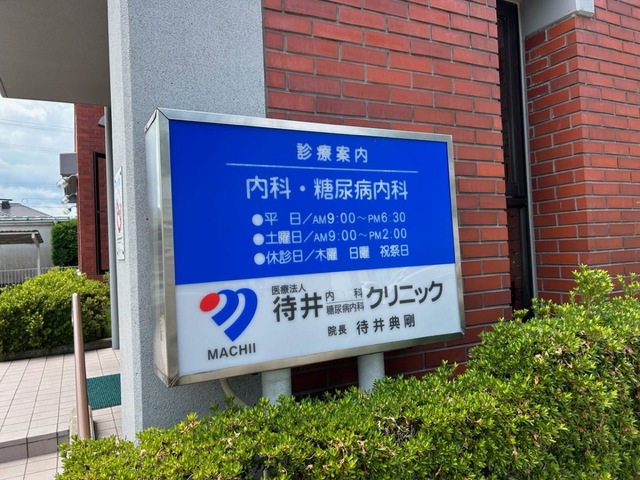 診療案内
内科・糖尿病内科
●平　日/AM9:00～PM6:30
●土曜日/AM9:00～PM2:00
●休診日/木曜　日曜　祝祭日
医療法人
待井 内科 糖尿病内科 クリニック
MACHII
院長 待井典剛